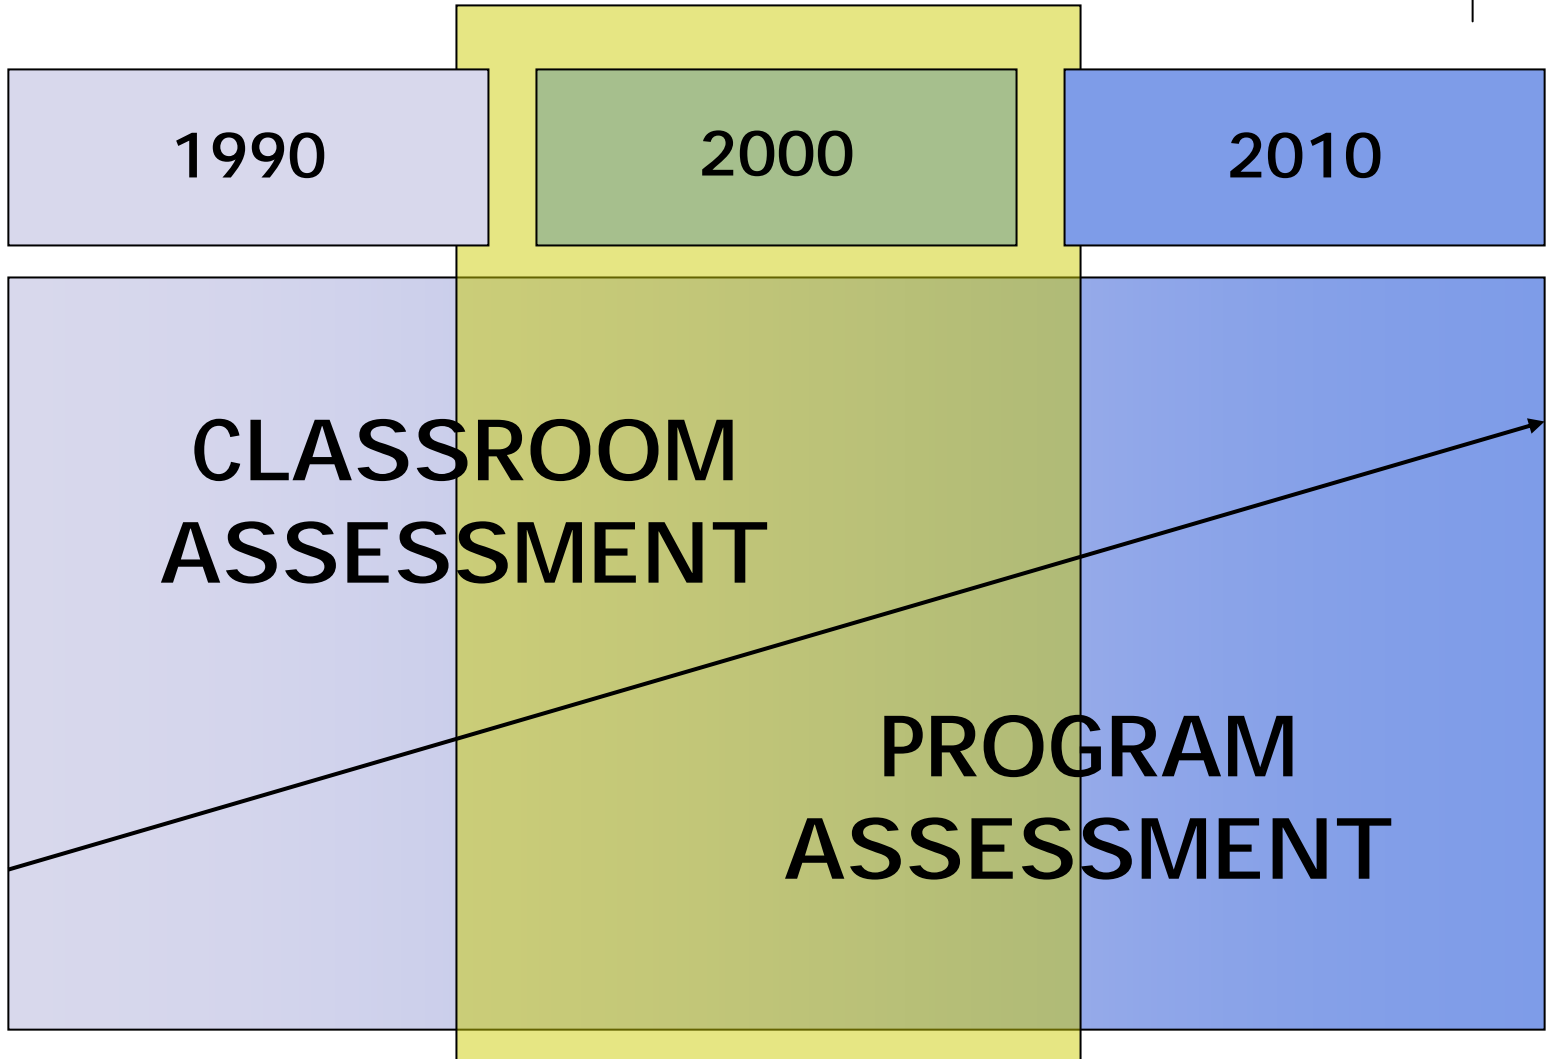 1990
2000
2010
CLASSROOM
ASSESSMENT
PROGRAM
ASSESSMENT